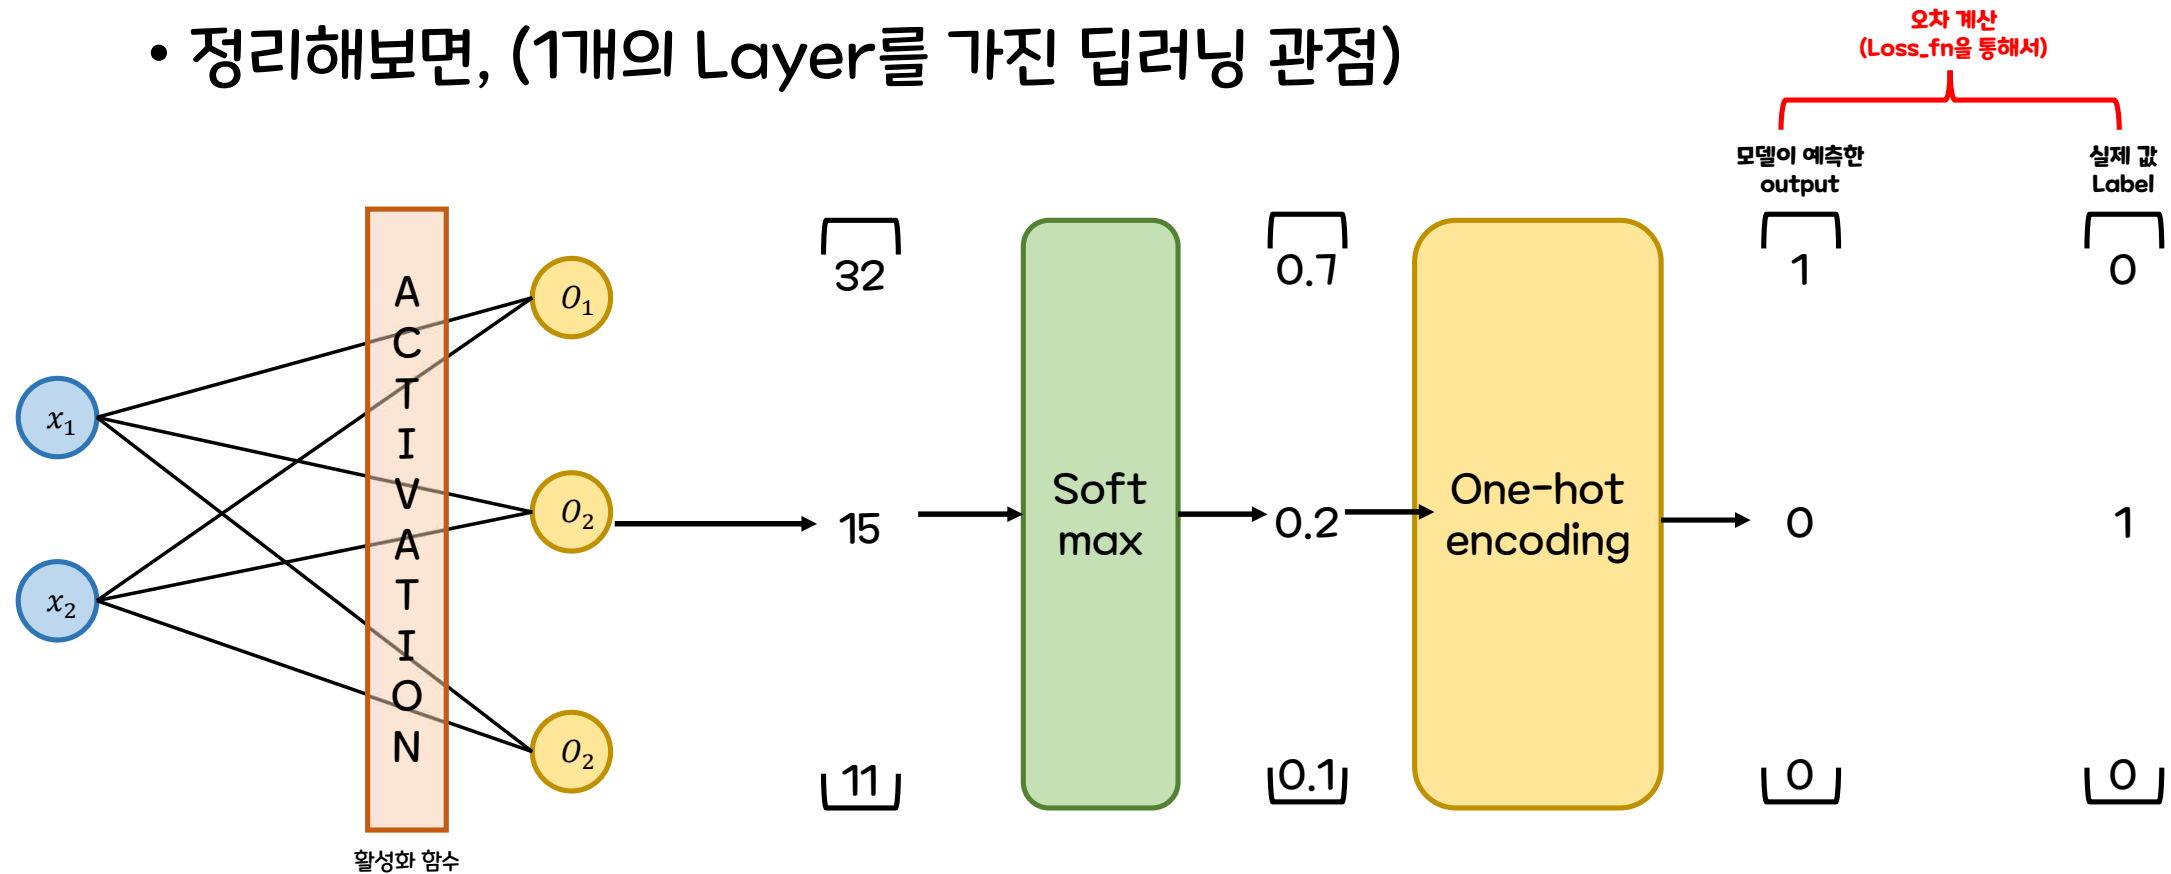 • 정리해보면, (1개의 Layer를 가진 딥러닝 관점)
오차 계산
(Loss_fn을 통해서)
모델이 예측한
output
실제 값
Label
x₁
x₂
A
C
T
I
V
A
T
I
O
N
활성화 함수
O₁
O₂
O₂
32
15
11
Soft
max
0.7
0.2
0.1
One-hot
encoding
1
0
0
0
1
0